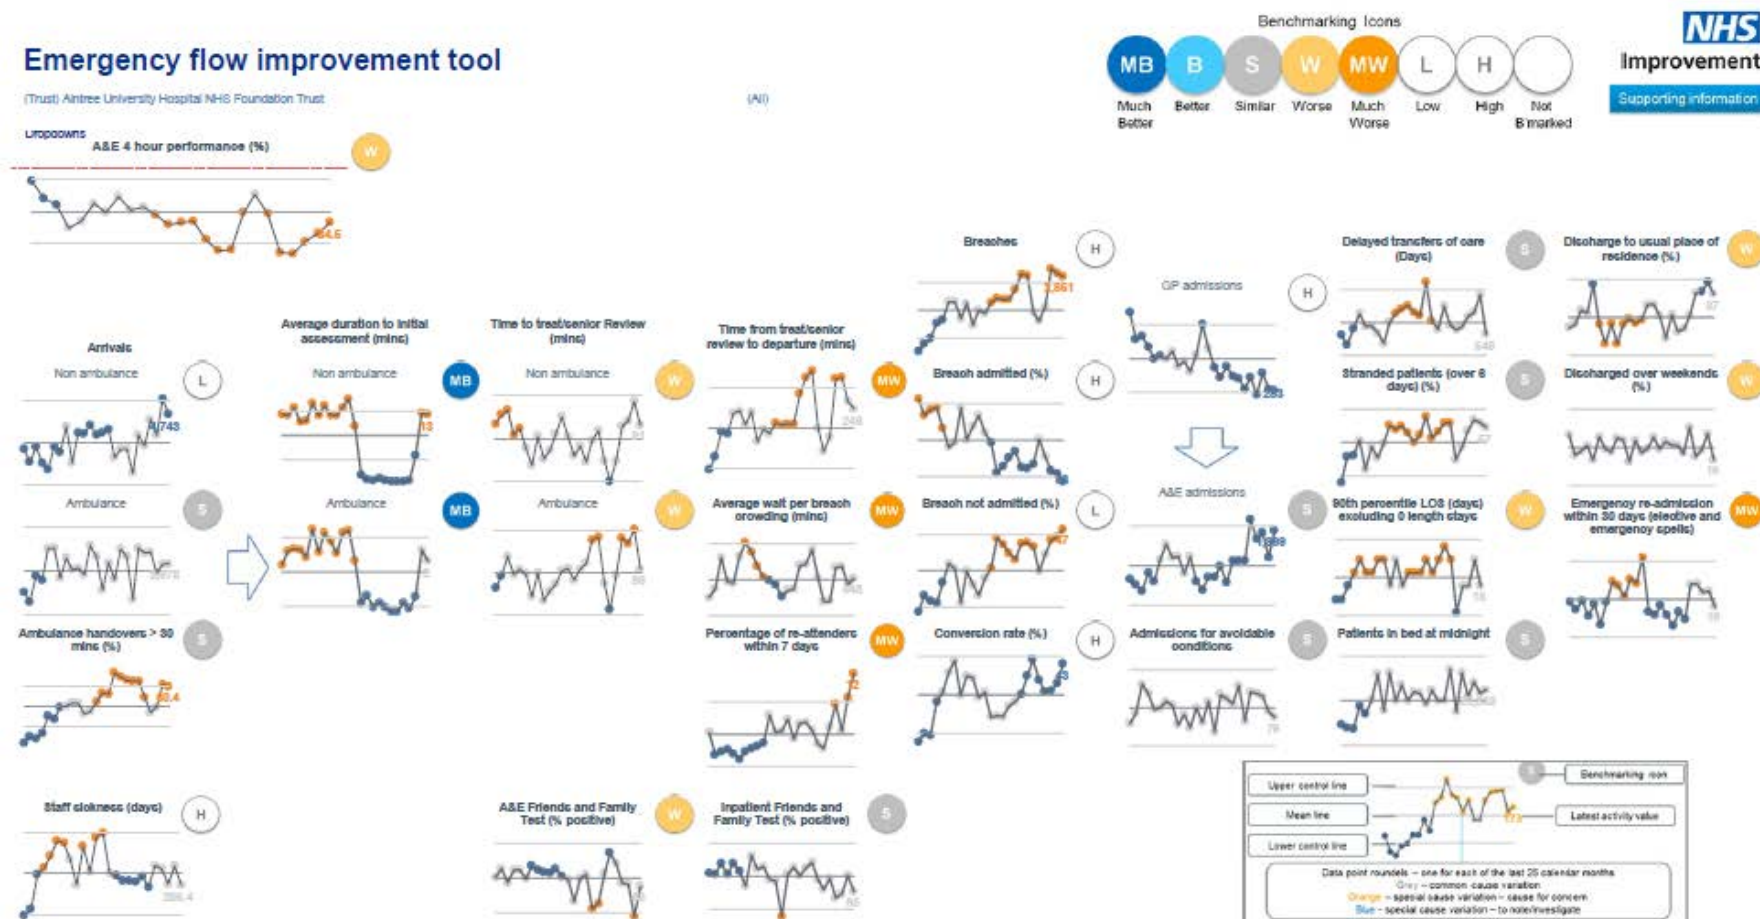 Benchmarking Icons
NHS
Improvement
Supporting information
MB
B
S
W
MW
L
H
Much
Better
Better
Similar
Worse
Much
Worse
Low
High
Not
B'marked
Emergency flow improvement tool
(Trust) Aintree University Hospital NHS Foundation Trust
(All)
Dropdowns
A&E 4 hour performance (%)
W
Breaches
H
GP admissions
H
283
Delayed transfers of care
(Days)
S
Discharge to usual place of
residence (%)
W
87
Arrivals
Non ambulance
L
Average duration to initial
assessment (mins)
Non ambulance
MB
13
Time to treat/senior Review
(mins)
Non ambulance
W
Time from treat/senior
review to departure (mins)
MW
Breach admitted (%)
H
Stranded patients (over 6
days) (%)
S
Discharged over weekends
(%)
W
Ambulance
S
Ambulance
MB
Ambulance
W
Average wait per breach
crowding (mins)
MW
Breach not admitted (%)
L
A&E admissions
S
90th percentile LOS (days)
excluding 0 length stays
W
Emergency re-admission
within 30 days (elective and
emergency spells)
MW
Ambulance handovers > 30
mins (%)
S
Percentage of re-attenders
within 7 days
MW
Conversion rate (%)
H
Admissions for avoidable
conditions
S
Patients in bed at midnight
S
Staff sickness (days)
H
A&E Friends and Family
Test (% positive)
W
Inpatient Friends and
Family Test (% positive)
S
Upper control line
Mean line
Lower control line
Benchmarking icon
Latest activity value
Data point roundels – one for each of the last 25 calendar months
Grey – common cause variation
Orange – special cause variation – cause for concern
Blue - special cause variation – to note/investigate